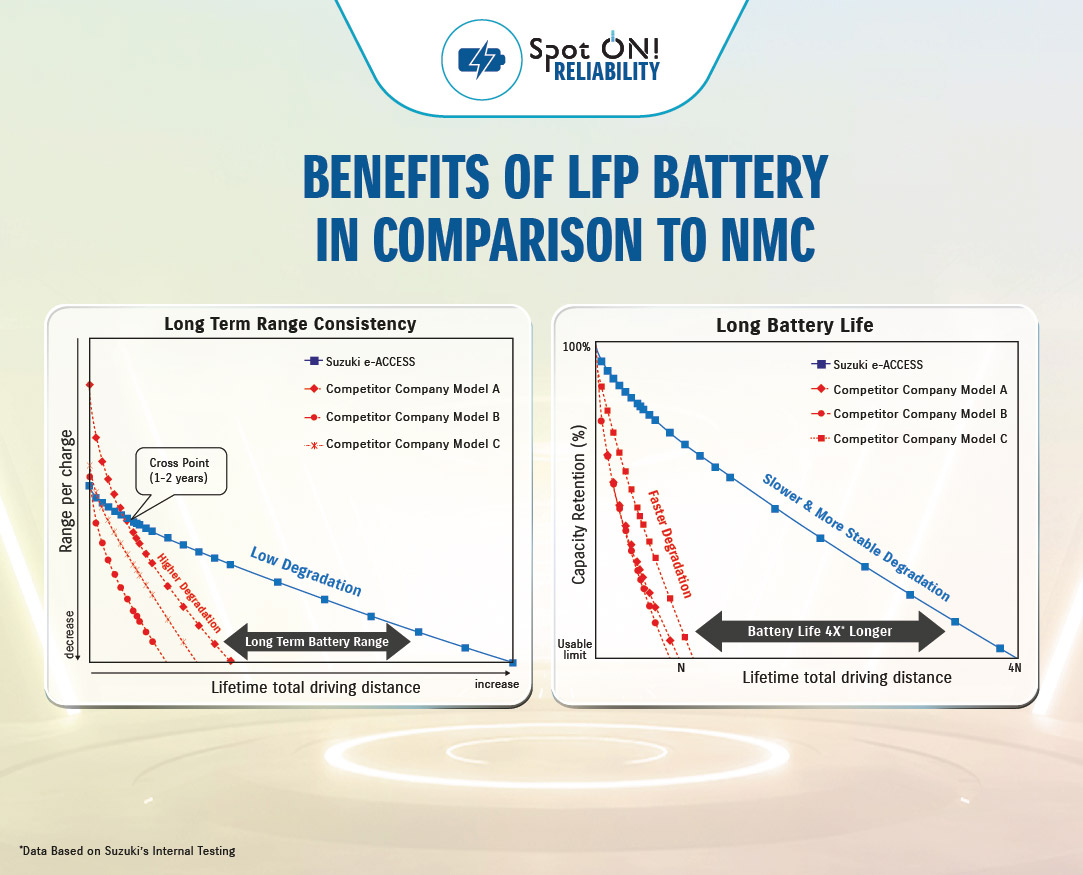 Spot ON!
RELIABILITY
BENEFITS OF LFP BATTERY
IN COMPARISON TO NMC
Long Term Range Consistency
Suzuki e-ACCESS
Competitor Company Model A
Competitor Company Model B
Competitor Company Model C
Cross Point
(1-2 years)
Range per charge
decrease
Higher Degradation
Low Degradation
Long Term Battery Range
Lifetime total driving distance
increase
Long Battery Life
100%
Suzuki e-ACCESS
Competitor Company Model A
Competitor Company Model B
Competitor Company Model C
Capacity Retention (%)
Faster Degradation
Slower & More Stable Degradation
Battery Life 4X* Longer
Usable
limit
N
4N
Lifetime total driving distance
*Data Based on Suzuki's Internal Testing